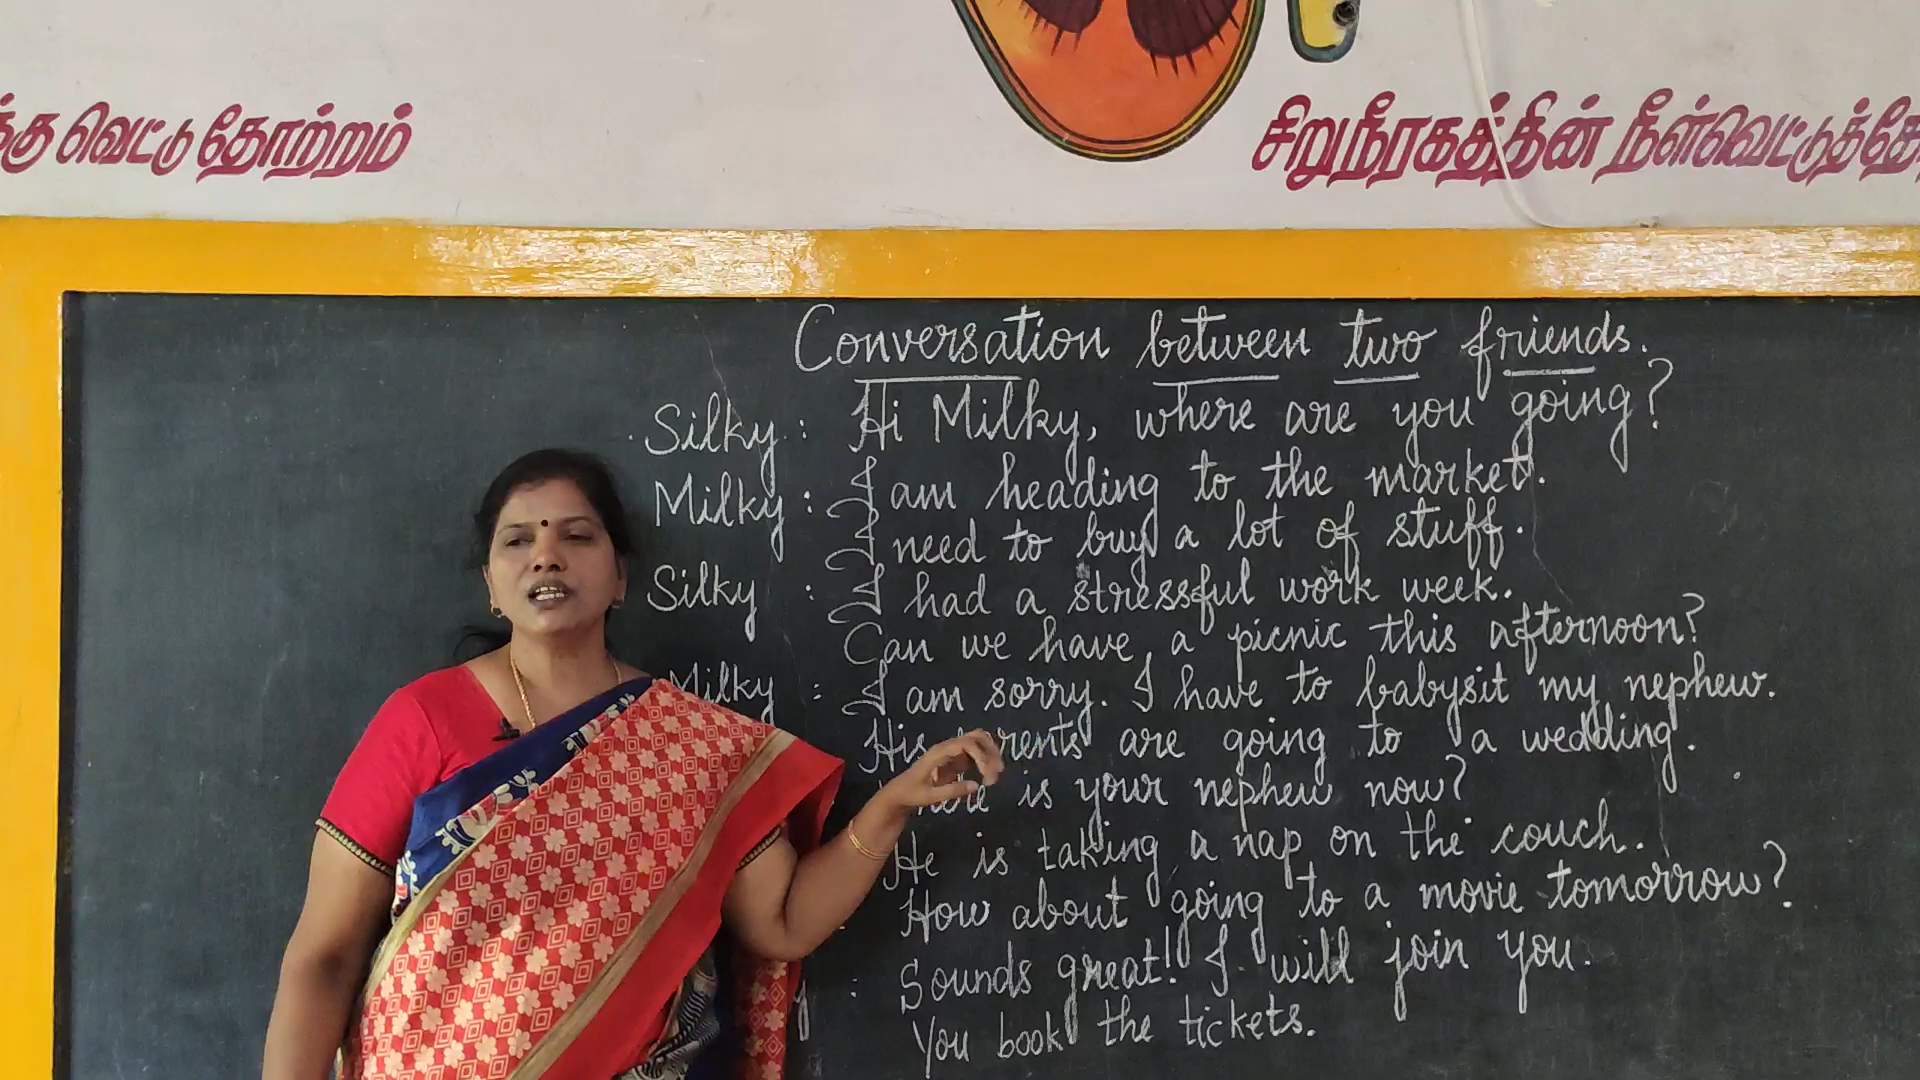 வெட்டு தோற்றம்
சிறுநீரகத்தின் நீள்வெட்டுத்
Conversation between two friends.
Silky : Hi Milky, where are you going?
Milky : I am heading to the market.
I need to buy a lot of stuff.
Silky : I had a stressful work week.
Can we have a picnic this afternoon?
Milky : I am sorry. I have to babysit my nephew.
His are going to a wedding.
is your nephew now?
He is taking a nap on the couch.
How about going to a movie tomorrow?
: Sounds great! I will join you.
You book the tickets.